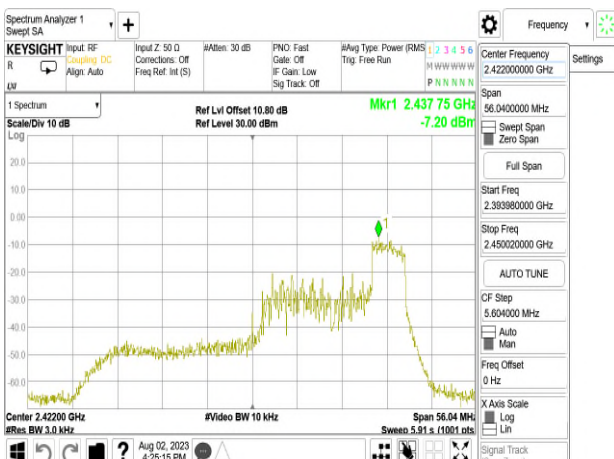 Spectrum Analyzer 1
Swept SA
+
Frequency
KEYSIGHT
R
LXI
Input: RF
Coupling: DC
Align: Auto
Input Z: 50 Ω
Corrections: Off
Freq Ref: Int (S)
#Atten: 30 dB
PNO: Fast
Gate: Off
IF Gain: Low
Sig Track: Off
#Avg Type: Power (RMS
Trig: Free Run
1 2 3 4 5 6
M W W W W W
P N N N N N
1 Spectrum
Scale/Div 10 dB
Ref Lvl Offset 10.80 dB
Ref Level 30.00 dBm
Mkr1 2.437 75 GHz
-7.20 dBm
Log
20.0
10.0
0.00
-10.0
-20.0
-30.0
-40.0
-50.0
-60.0
1
Center 2.42200 GHz
#Res BW 3.0 kHz
#Video BW 10 kHz
Span 56.04 MHz
Sweep 5.91 s (1001 pts
?
Aug 02, 2023
4:25:15 PM
Center Frequency
2.422000000 GHz
Span
56.0400000 MHz
Swept Span
Zero Span
Full Span
Start Freq
2.393980000 GHz
Stop Freq
2.450020000 GHz
AUTO TUNE
CF Step
5.604000 MHz
Auto
Man
Freq Offset
0 Hz
X Axis Scale
Log
Lin
Signal Track
Settings